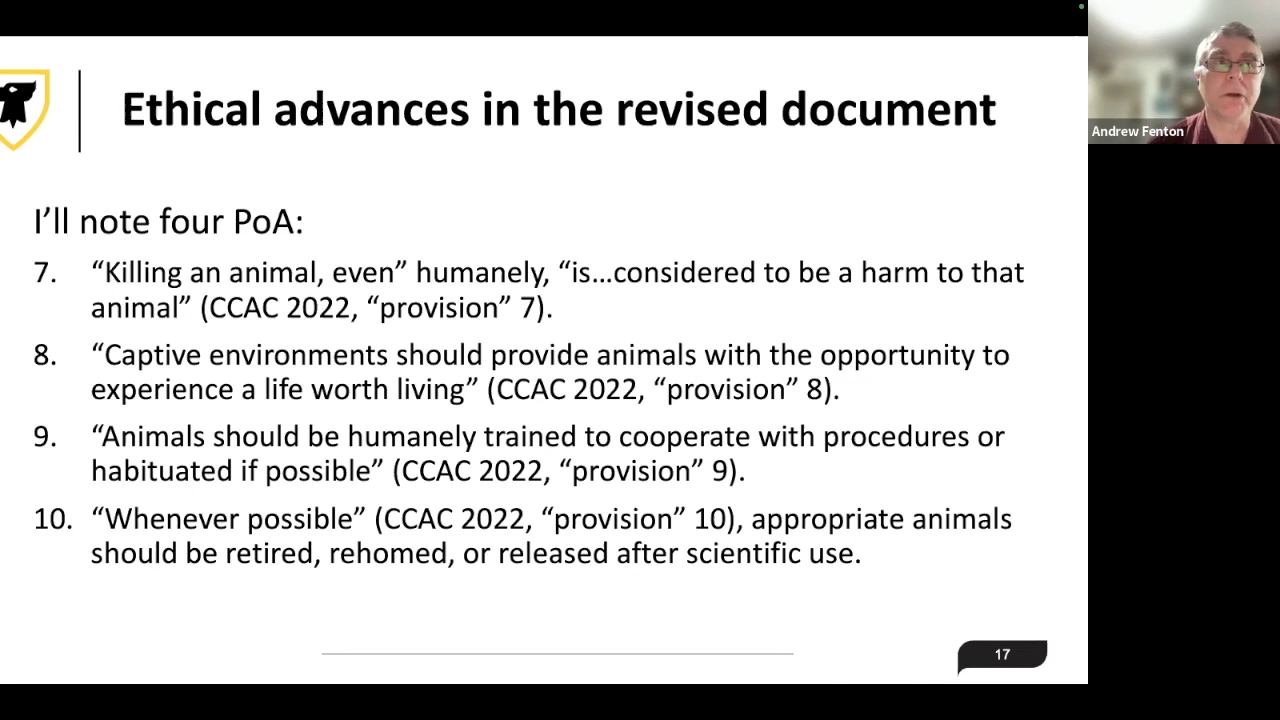 Ethical advances in the revised document
I’ll note four PoA:
7. “Killing an animal, even” humanely, “is…considered to be a harm to that
animal” (CCAC 2022, “provision” 7).
8. “Captive environments should provide animals with the opportunity to
experience a life worth living” (CCAC 2022, “provision” 8).
9. “Animals should be humanely trained to cooperate with procedures or
habituated if possible” (CCAC 2022, “provision” 9).
10. “Whenever possible” (CCAC 2022, “provision” 10), appropriate animals
should be retired, rehomed, or released after scientific use.
17
Andrew Fenton